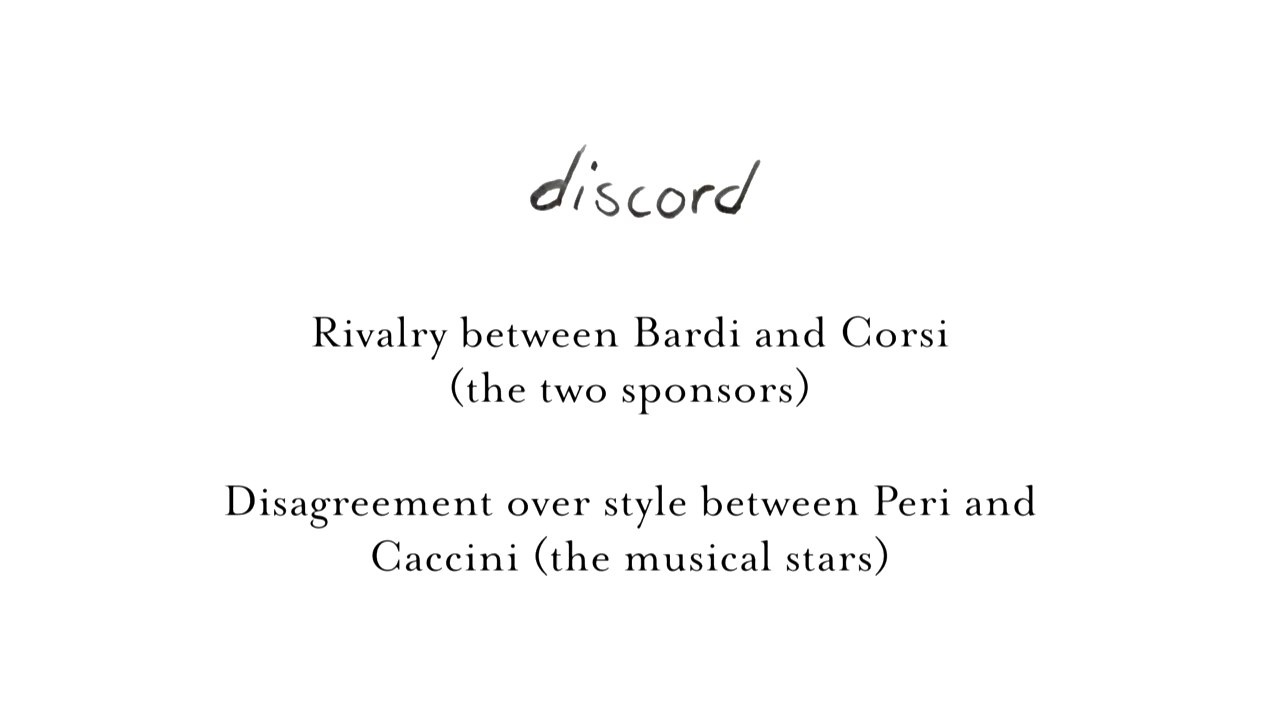 discord
Rivalry between Bardi and Corsi
(the two sponsors)
Disagreement over style between Peri and
Caccini (the musical stars)